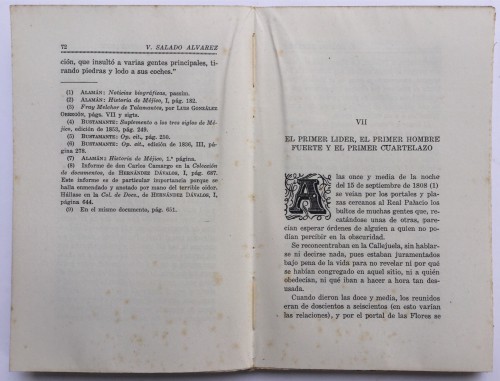 72 V. SALADO ALVAREZ
ción, que insultó a varias gentes principales, ti-
rando piedras y lodo a sus coches."
(1) ALAMÁN: Noticias biográficas, passim.
(2) ALAMÁN: Historia de Méjico, I, pág. 182.
(3) Fray Melchor de Talamantes, por LUIS GONZÁLEZ
OBREGÓN, págs. VII y sigts.
(4) BUSTAMANTE: Suplemento a los tres siglos de Mé-
jico, edición de 1853, pág. 249.
(5) BUSTAMANTE: Op. cit., pág. 250.
(6) BUSTAMANTE: Op. cit., edición de 1836, III,
página 276.
(7) ALAMÁN: Historia de Méjico, 1.ª página.
(8) Informe de don Carlos Camargo en la Colección
de documentos, de HERNÁNDEZ DÁVALOS, I, pág. 637.
Este informe es de particular importancia porque se
halla enmendado y anotado por mano del terrible oidor.
Hállase en la Col. de Docs., de HERNÁNDEZ DÁVALOS, I,
página 644.
(9) En el mismo documento, pág. 651.
VII
EL PRIMER LIDER, EL PRIMER HOMBRE
FUERTE Y EL PRIMER CUARTELAZO
A las once y media de la noche
del 15 de septiembre de 1808 (1)
se veían por los portales y pla-
zas cercanos al Real Palacio los
bultos de muchas gentes que, re-
catándose unas de otras, pare-
cían esperar órdenes de alguien a quien no po-
dían percibir en la obscuridad.
Se reconcentraban en la Callejuela, sin hablar-
se ni decirse nada, pues estaban juramentados
bajo pena de la vida para no revelar ni por qué
se habían congregado en aquel sitio, ni a quién
obedecían, ni qué iban a hacer a hora tan des-
usada.
Cuando dieron las doce y media, los reunidos
eran de doscientos a seiscientos (en esto varían
las relaciones), y por el portal de las Flores se